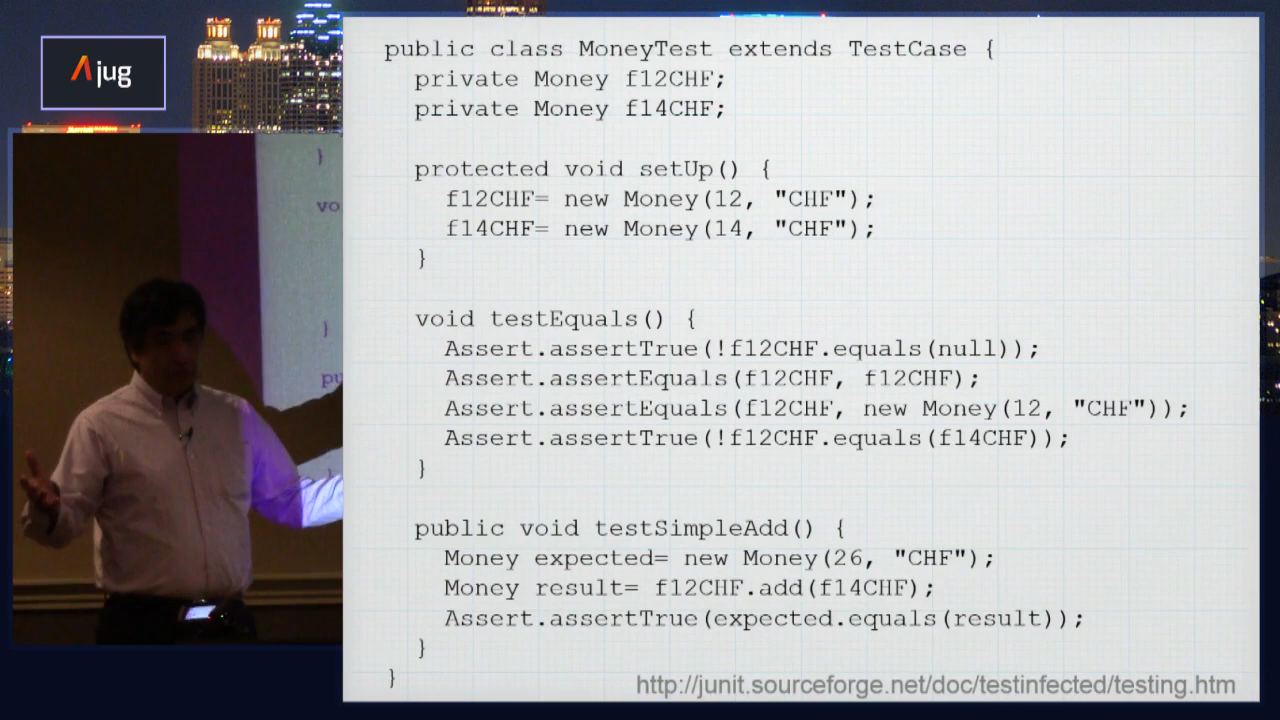 jug
}
vo
}
pu
}
public class MoneyTest extends TestCase {
private Money f12CHF;
private Money f14CHF;
protected void setUp() {
f12CHF= new Money(12, "CHF");
f14CHF= new Money(14, "CHF");
}
void testEquals() {
Assert.assertTrue(!f12CHF.equals(null));
Assert.assertEquals(f12CHF, f12CHF);
Assert.assertEquals(f12CHF, new Money(12, "CHF"));
Assert.assertTrue(!f12CHF.equals(f14CHF));
}
public void testSimpleAdd() {
Money expected= new Money(26, "CHF");
Money result= f12CHF.add(f14CHF);
Assert.assertTrue(expected.equals(result));
}
}
http://junit.sourceforge.net/doc/testinfected/testing.htm